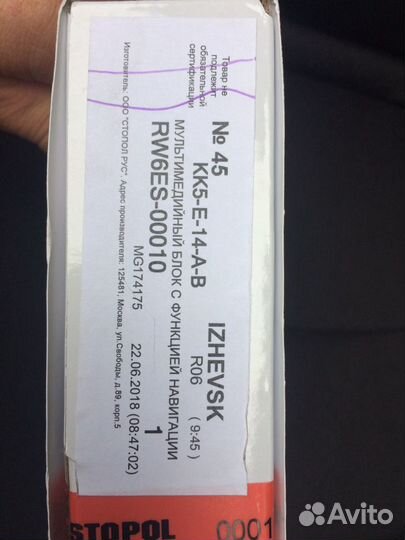 Товар не
подлежит
обязательной
сертификации
№ 45 IZHEVSK
KK5-E-14-A-B R06 ( 9:45 )
МУЛЬТИМЕДИЙНЫЙ БЛОК С ФУНКЦИЕЙ НАВИГАЦИИ
RW6ES-00010 1
MG174175 22.06.2018 (08:47:02)
Изготовитель: ООО "СТОПОЛ РУС". Адрес производителя: 125481, Москва, ул.Свободы, д.89, корп.5
STOPOL 0001
Avito